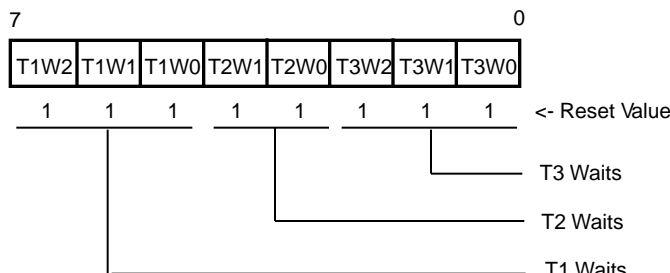 7 0
T1W2 T1W1 T1W0 T2W1 T2W0 T3W2 T3W1 T3W0
1 1 1 1 1 1 1 1 <- Reset Value
T3 Waits
T2 Waits
T1 Waits